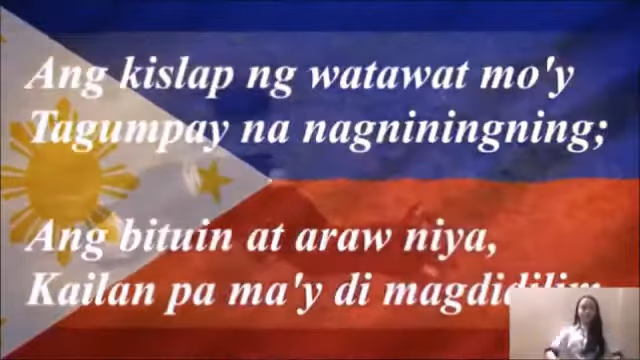 Ang kislap ng watawat mo'y
Tagumpay na nagniningning;
Ang bituin at araw niya,
Kailan pa ma'y di magdidilim